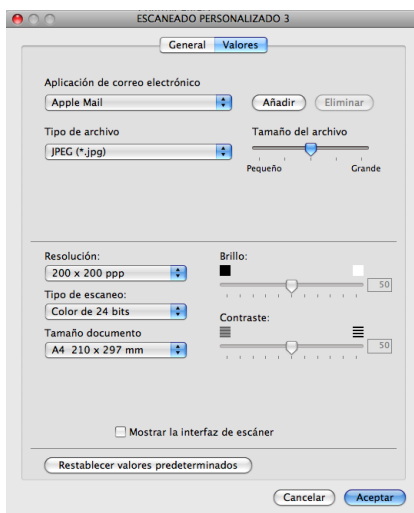 ESCANEADO PERSONALIZADO 3
General Valores
Aplicación de correo electrónico
Apple Mail Añadir Eliminar
Tipo de archivo Tamaño del archivo
JPEG (*.jpg)
Pequeño Grande
Resolución: Brillo:
200 x 200 ppp 50
Tipo de escaneo:
Color de 24 bits Contraste:
Tamaño documento
A4 210 x 297 mm 50
Mostrar la interfaz de escáner
Restablecer valores predeterminados
Cancelar Aceptar